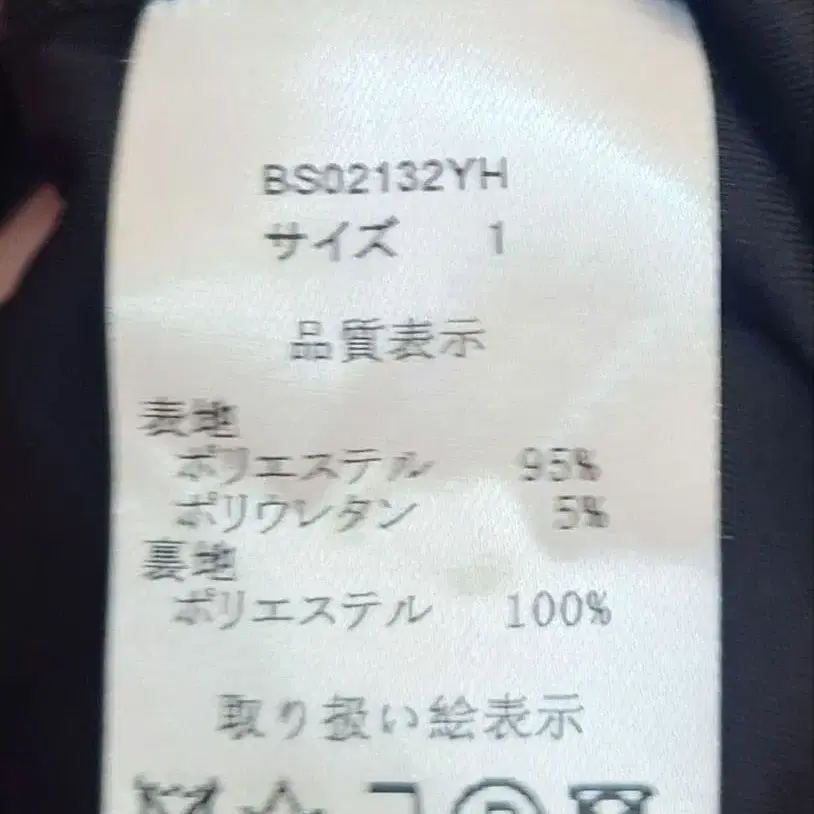 BS02132YH
サイズ 1
品質表示
表地
ポリエステル 95%
ポリウレタン 5%
裏地
ポリエステル 100%
取り扱い絵表示